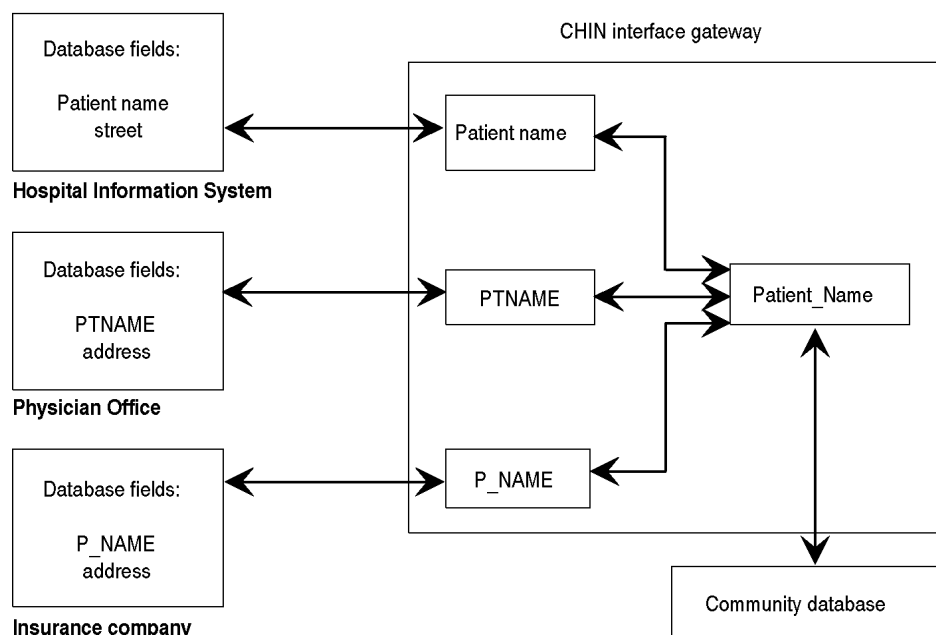 CHIN interface gateway
Database fields:
Patient name
street
Hospital Information System
Database fields:
PTNAME
address
Physician Office
Database fields:
P_NAME
address
Insurance company
Patient name
PTNAME
P_NAME
Patient_Name
Community database